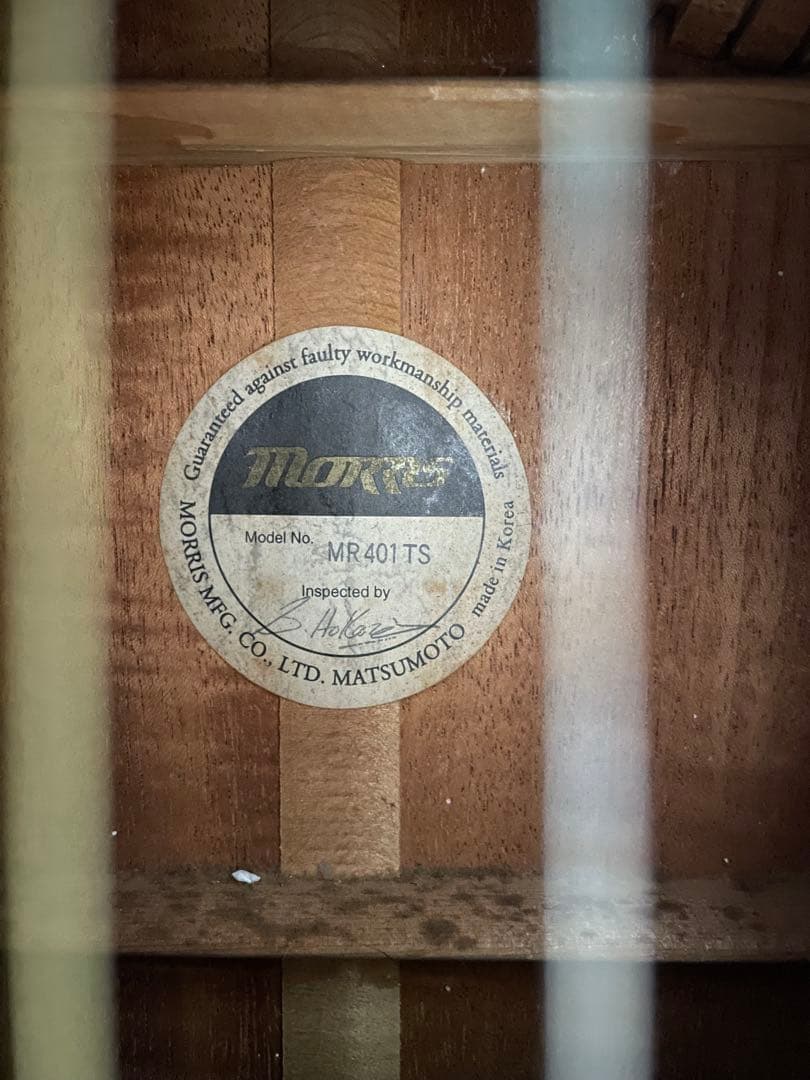 Guaranteed against faulty workmanship materials
MORRIS
Model No. MR401TS
Inspected by
made in Korea
MORRIS MFG. CO., LTD. MATSUMOTO